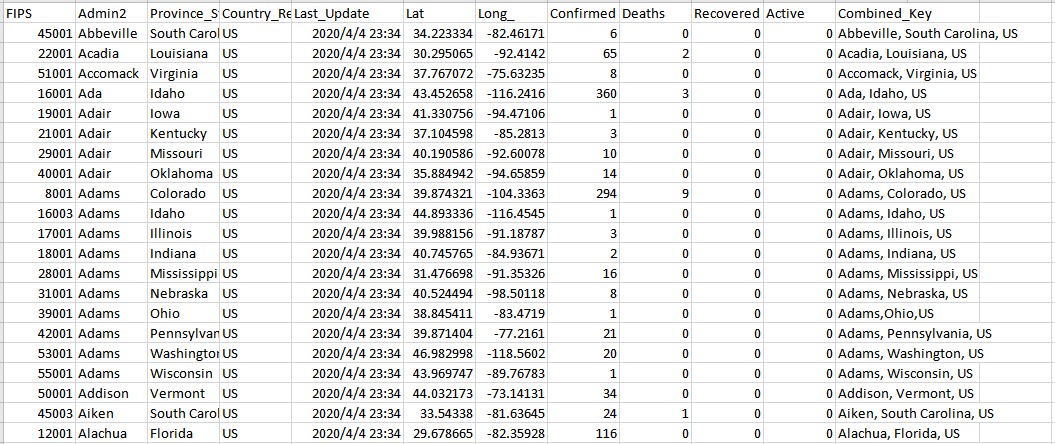 FIPS Admin2 Province_S Country_Re Last_Update Lat Long_ Confirmed Deaths Recovered Active Combined_Key
45001 Abbeville South Carol US 2020/4/4 23:34 34.223334 -82.46171 6 0 0 0 Abbeville, South Carolina, US
22001 Acadia Louisiana US 2020/4/4 23:34 30.295065 -92.4142 65 2 0 0 Acadia, Louisiana, US
51001 Accomack Virginia US 2020/4/4 23:34 37.767072 -75.63235 8 0 0 0 Accomack, Virginia, US
16001 Ada Idaho US 2020/4/4 23:34 43.452658 -116.2416 360 3 0 0 Ada, Idaho, US
19001 Adair Iowa US 2020/4/4 23:34 41.330756 -94.47106 1 0 0 0 Adair, Iowa, US
21001 Adair Kentucky US 2020/4/4 23:34 37.104598 -85.2813 3 0 0 0 Adair, Kentucky, US
29001 Adair Missouri US 2020/4/4 23:34 40.190586 -92.60078 10 0 0 0 Adair, Missouri, US
40001 Adair Oklahoma US 2020/4/4 23:34 35.884942 -94.65859 14 0 0 0 Adair, Oklahoma, US
8001 Adams Colorado US 2020/4/4 23:34 39.874321 -104.3363 294 9 0 0 Adams, Colorado, US
16003 Adams Idaho US 2020/4/4 23:34 44.893336 -116.4545 1 0 0 0 Adams, Idaho, US
17001 Adams Illinois US 2020/4/4 23:34 39.988156 -91.18787 3 0 0 0 Adams, Illinois, US
18001 Adams Indiana US 2020/4/4 23:34 40.745765 -84.93671 2 0 0 0 Adams, Indiana, US
28001 Adams Mississippi US 2020/4/4 23:34 31.476698 -91.35326 16 0 0 0 Adams, Mississippi, US
31001 Adams Nebraska US 2020/4/4 23:34 40.524494 -98.50118 8 0 0 0 Adams, Nebraska, US
39001 Adams Ohio US 2020/4/4 23:34 38.845411 -83.4719 1 0 0 0 Adams,Ohio,US
42001 Adams Pennsylvan US 2020/4/4 23:34 39.871404 -77.2161 21 0 0 0 Adams, Pennsylvania, US
53001 Adams Washington US 2020/4/4 23:34 46.982998 -118.5602 20 0 0 0 Adams, Washington, US
55001 Adams Wisconsin US 2020/4/4 23:34 43.969747 -89.76783 1 0 0 0 Adams, Wisconsin, US
50001 Addison Vermont US 2020/4/4 23:34 44.032173 -73.14131 34 0 0 0 Addison, Vermont, US
45003 Aiken South Carol US 2020/4/4 23:34 33.54338 -81.63645 24 1 0 0 Aiken, South Carolina, US
12001 Alachua Florida US 2020/4/4 23:34 29.678665 -82.35928 116 0 0 0 Alachua, Florida, US